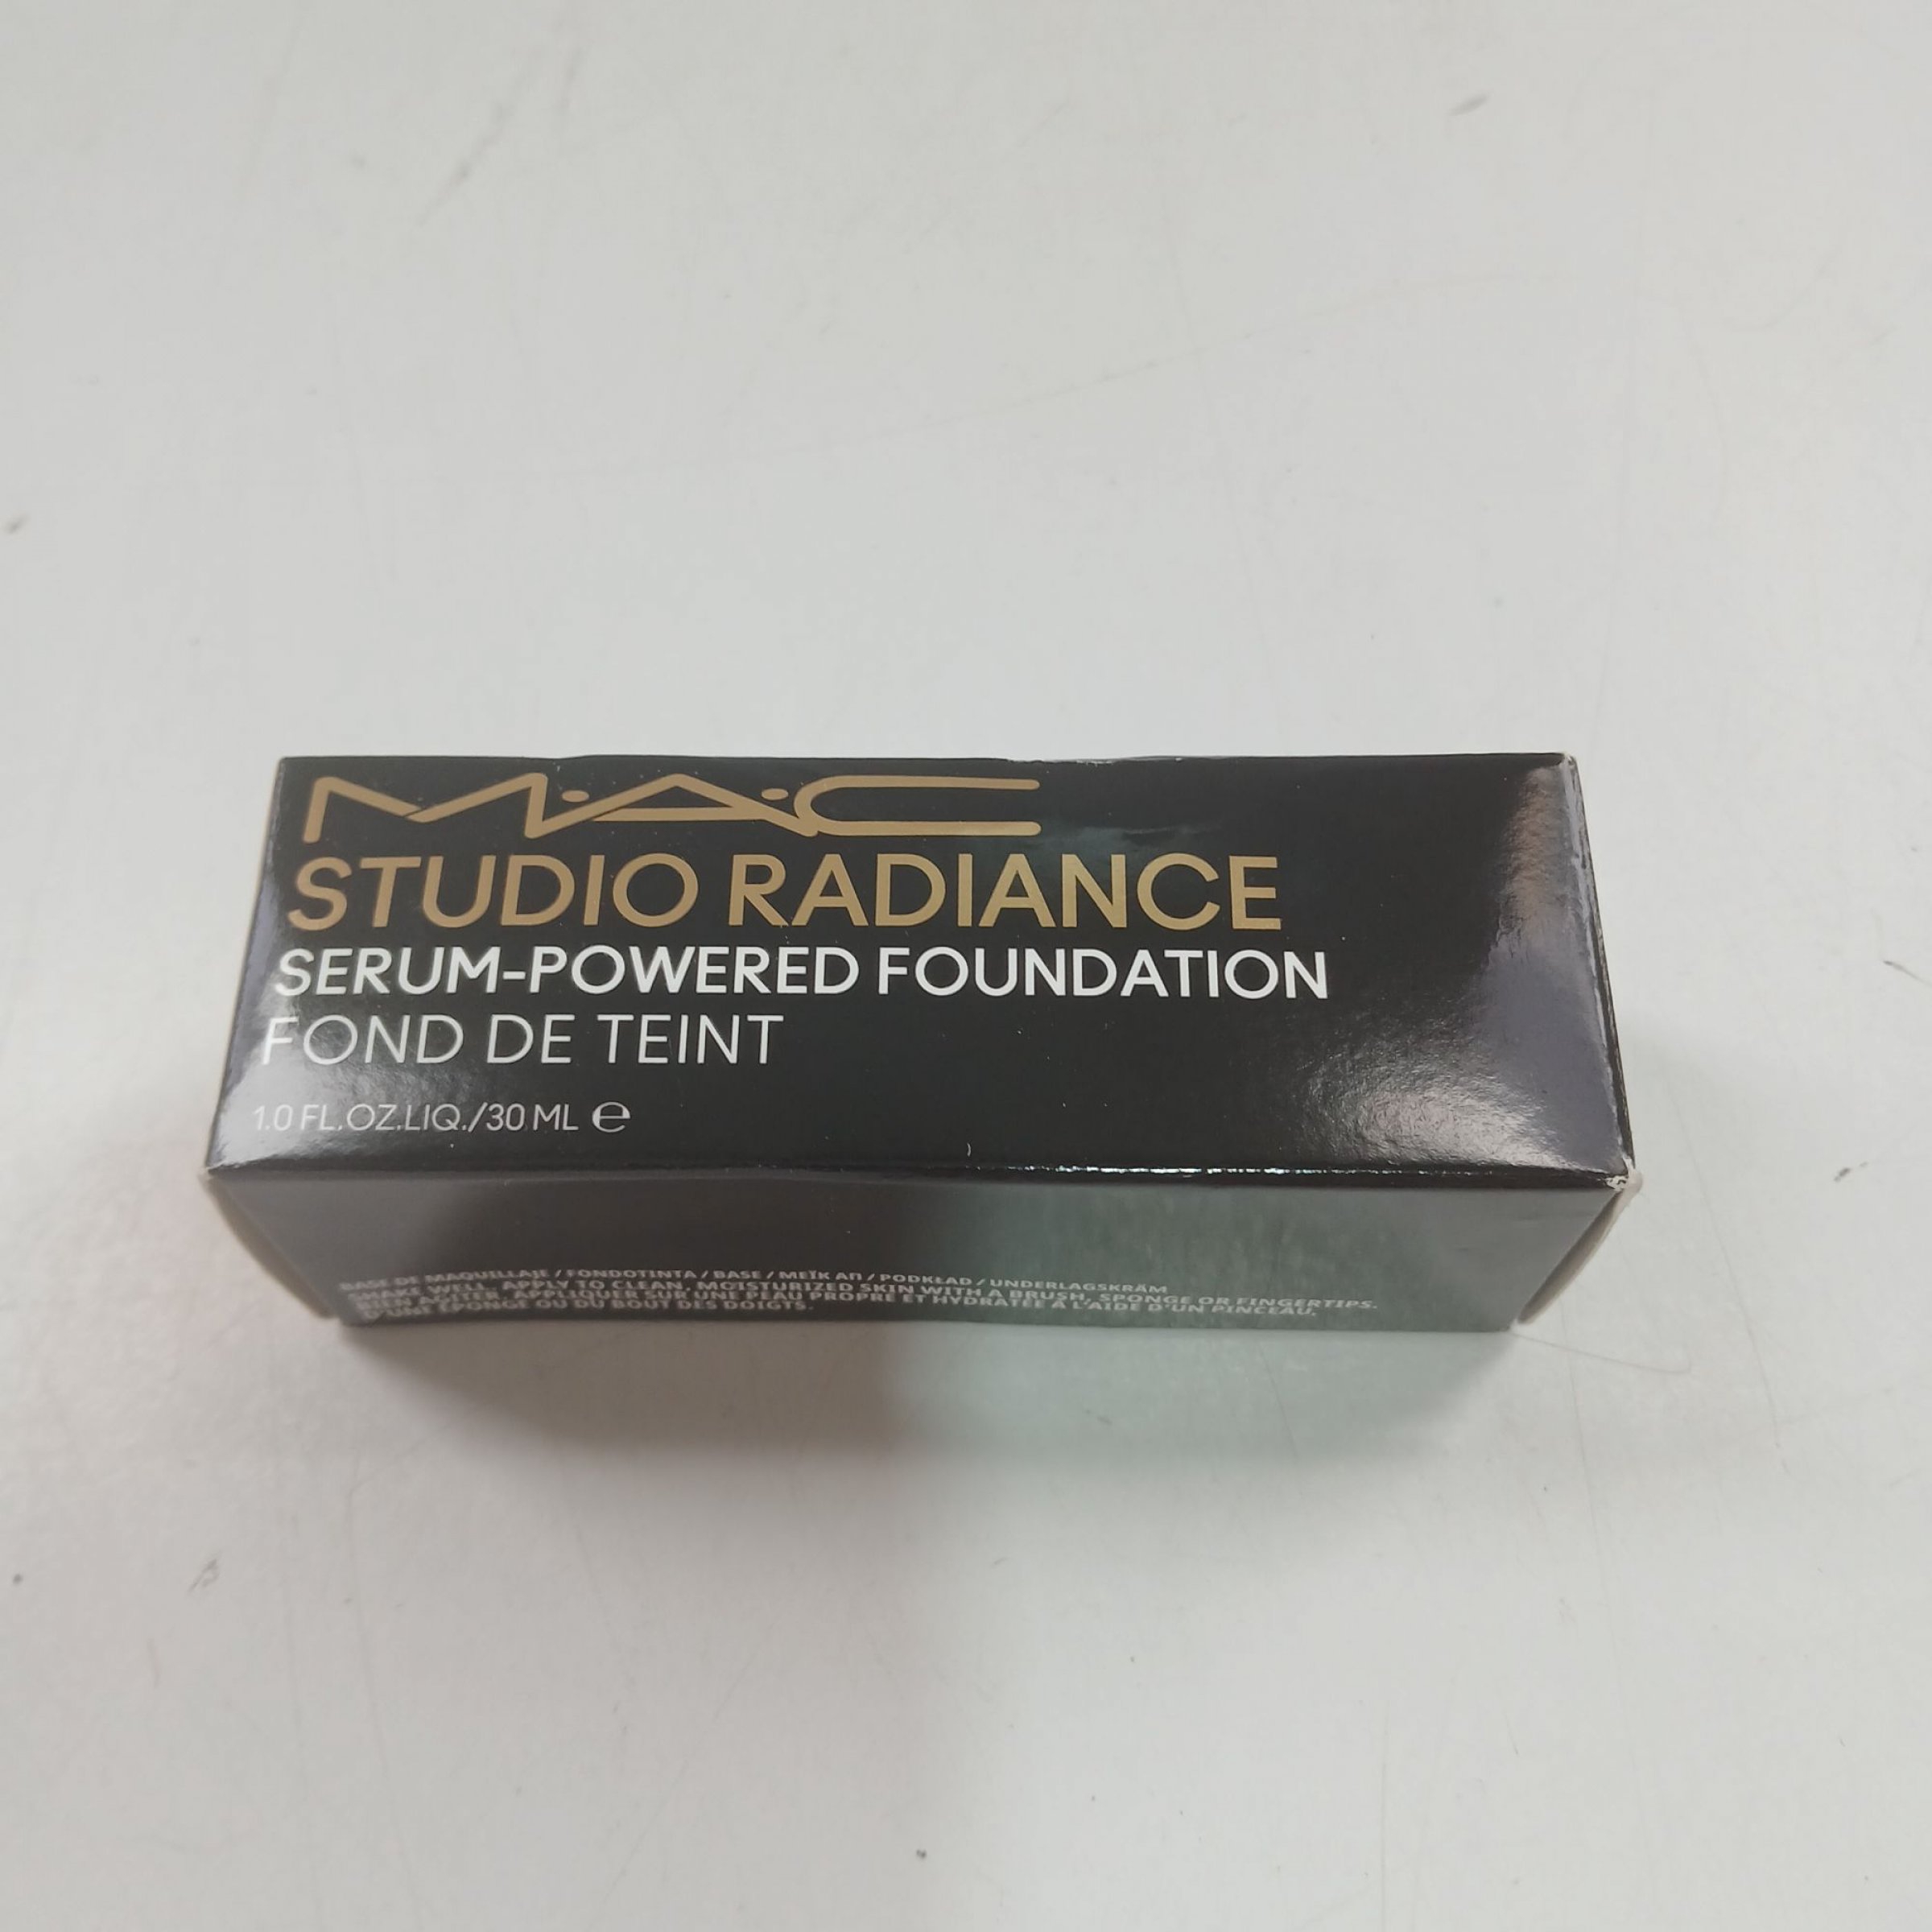 M·A·C
STUDIO RADIANCE
SERUM-POWERED FOUNDATION
FOND DE TEINT
1.0 FL.OZ.LIQ./30 ML ℮
BASE DE MAQUILLAJE / FONDOTINTA / BASE / МЕЇК АП / PODKŁAD / UNDERLAGSKRÄM
SHAKE WELL. APPLY TO CLEAN, MOISTURIZED SKIN WITH A BRUSH, SPONGE OR FINGERTIPS.
BIEN AGITER. APPLIQUER SUR UNE PEAU PROPRE ET HYDRATÉE À L'AIDE D'UN PINCEAU,
D'UNE ÉPONGE OU DU BOUT DES DOIGTS.